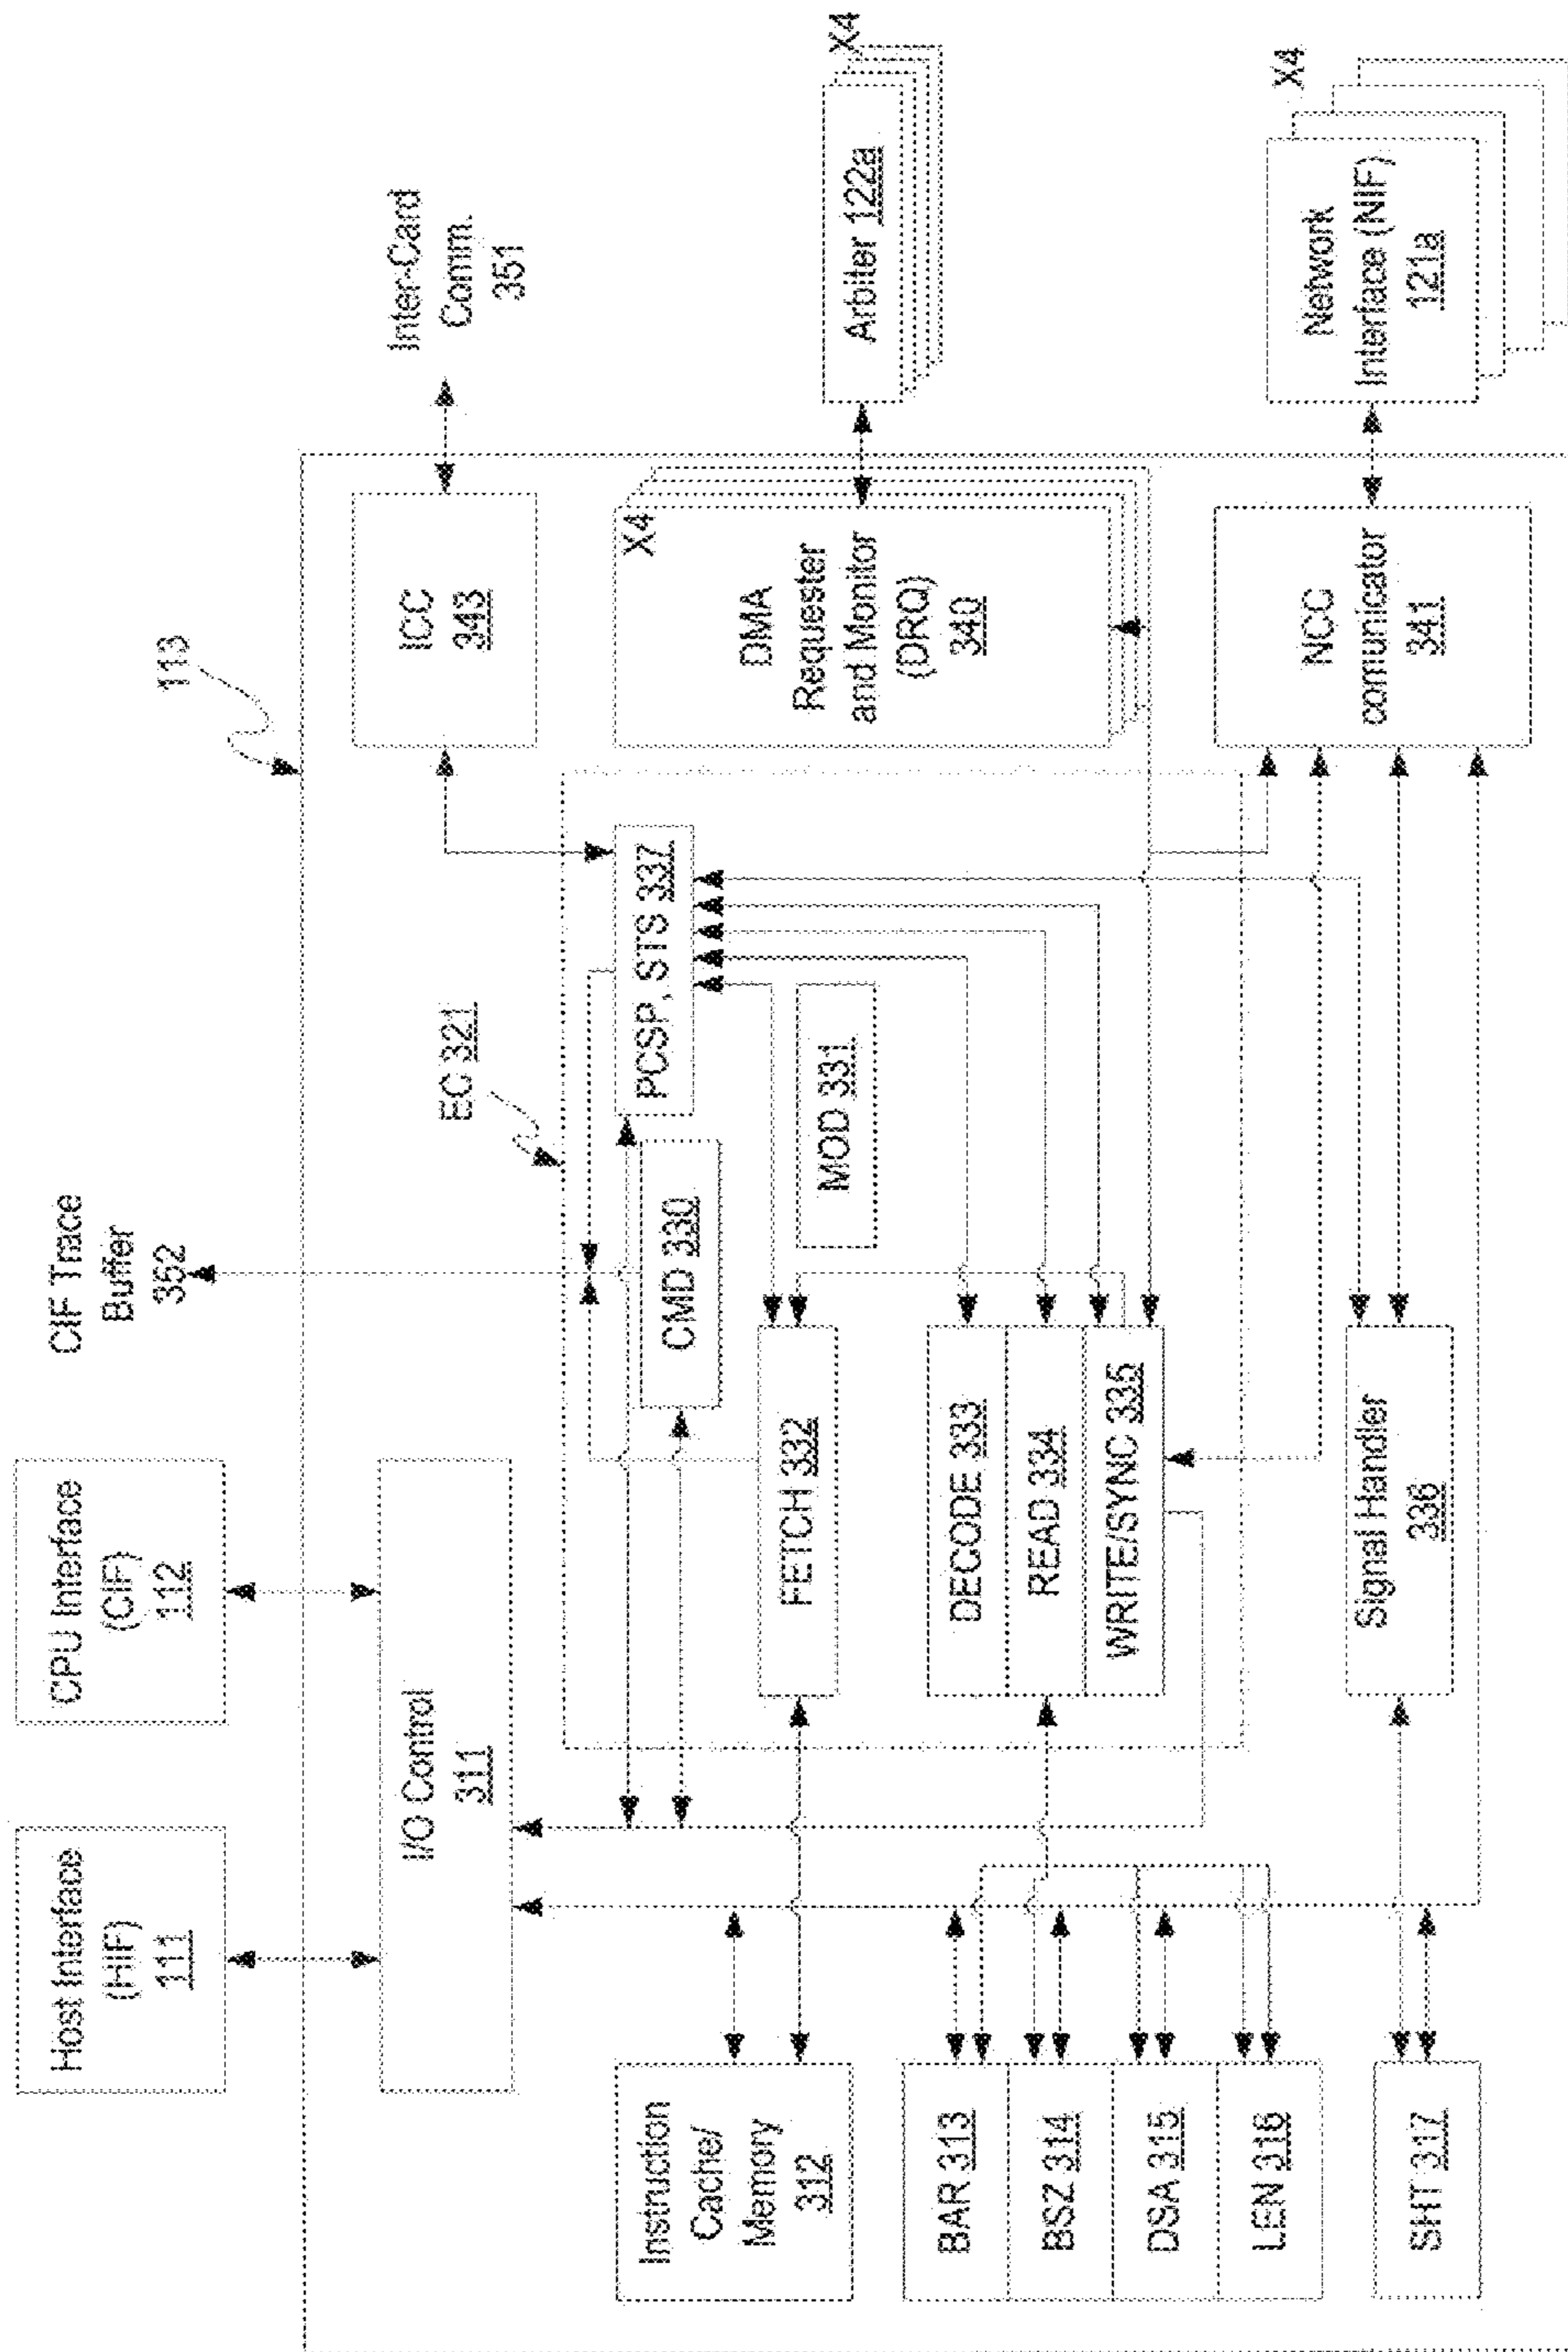 Host Interface
(HIF)
111
CPU Interface
(CIF)
112
CIF Trace
Buffer
352
I/O Control
311
EC 321
113
ICC
343
Inter-Card
Comm.
351
Instruction
Cache/
Memory
312
CMD 330
PCSP, STS 337
FETCH 332
MOD 331
X4
DMA
Requester
and Monitor
(DRQ)
340
Arbiter 122a
X4
BAR 313
BSZ 314
DSA 315
LEN 316
DECODE 333
READ 334
WRITE/SYNC 335
SHT 317
Signal Handler
336
NCC
comunicator
341
Network
Interface (NIF)
121a
X4